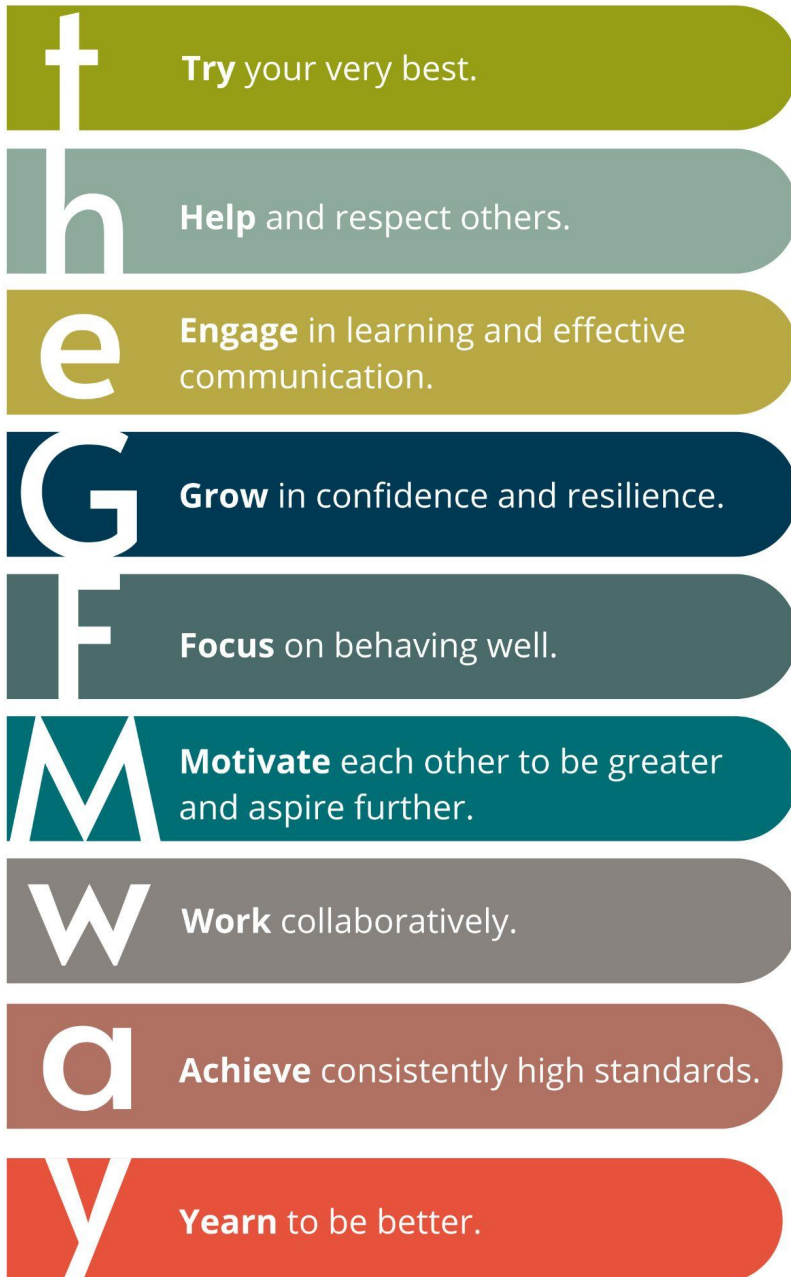 t
Try your very best.
h
Help and respect others.
e
Engage in learning and effective
communication.
G
Grow in confidence and resilience.
F
Focus on behaving well.
M
Motivate each other to be greater
and aspire further.
w
Work collaboratively.
a
Achieve consistently high standards.
y
Yearn to be better.